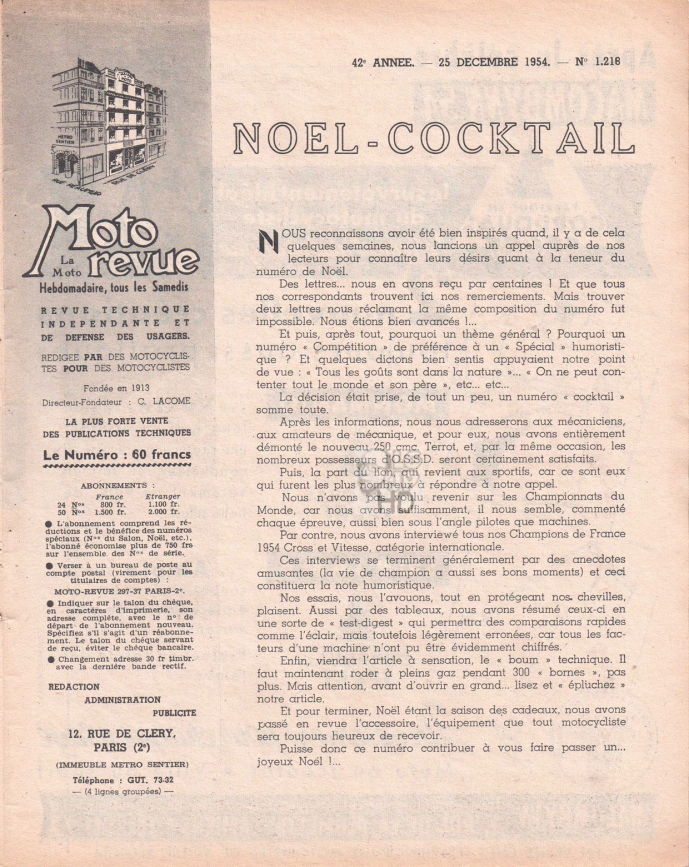 42e ANNEE. — 25 DECEMBRE 1954. — No 1.218
NOEL-COCKTAIL
METRO
SENTIER
RUE DE CLERY
Moto
La
Moto revue
Hebdomadaire, tous les Samedis
REVUE TECHNIQUE
INDEPENDANTE ET
DE DEFENSE DES USAGERS.
REDIGEE PAR DES MOTOCYCLIS-
TES POUR DES MOTOCYCLISTES
Fondée en 1913
Directeur-Fondateur : C. LACOME
LA PLUS FORTE VENTE
DES PUBLICATIONS TECHNIQUES
Le Numéro : 60 francs
ABONNEMENTS :
France Etranger
24 Nos 800 fr. 1.100 fr.
50 Nos 1.500 fr. 2.000 fr.
● L'abonnement comprend les ré-
ductions et le bénéfice des numéros
spéciaux (Nos du Salon, Noël, etc.),
l'abonné économise plus de 750 frs
sur l'ensemble des Nos de série.
● Verser à un bureau de poste au
compte postal (virement pour les
titulaires de comptes) :
MOTO-REVUE 297-37 PARIS-2e.
● Indiquer sur le talon du chèque,
en caractères d'imprimerie, son
adresse complète, avec le no de
départ de l'abonnement nouveau.
Spécifiez s'il s'agit d'un réabonne-
ment. Le talon du chèque servant
de reçu, éviter le chèque bancaire.
● Changement adresse 30 fr timbr.
avec la dernière bande rectif.
REDACTION
ADMINISTRATION
PUBLICITE
12, RUE DE CLERY,
PARIS (2e)
(IMMEUBLE METRO SENTIER)
Téléphone : GUT. 73-32
— (4 lignes groupées) —
NOUS reconnaissons avoir été bien inspirés quand, il y a de cela
quelques semaines, nous lancions un appel auprès de nos
lecteurs pour connaître leurs désirs quant à la teneur du
numéro de Noël.
Des lettres... nous en avons reçu par centaines ! Et que tous
nos correspondants trouvent ici nos remerciements. Mais trouver
deux lettres nous réclamant la même composition du numéro fut
impossible. Nous étions bien avancés !...
Et puis, après tout, pourquoi un thème général ? Pourquoi un
numéro « Compétition » de préférence à un « Spécial » humoristi-
que ? Et quelques dictons bien sentis appuyaient notre point
de vue : « Tous les goûts sont dans la nature »... « On ne peut con-
tenter tout le monde et son père », etc... etc...
La décision était prise, de tout un peu, un numéro « cocktail »
somme toute.
Après les informations, nous nous adresserons aux mécaniciens,
aux amateurs de mécanique, et pour eux, nous avons entièrement
démonté le nouveau 250 cmc. Terrot, et, par la même occasion, les
nombreux possesseurs d'O.S.S.D. seront certainement satisfaits.
Puis, la part du lion, qui revient aux sportifs, car ce sont eux
qui furent les plus nombreux à répondre à notre appel.
Nous n'avons pas voulu revenir sur les Championnats du
Monde, car nous avons suffisamment, il nous semble, commenté
chaque épreuve, aussi bien sous l'angle pilotes que machines.
Par contre, nous avons interviewé tous nos Champions de France
1954 Cross et Vitesse, catégorie internationale.
Ces interviews se terminent généralement par des anecdotes
amusantes (la vie de champion a aussi ses bons moments) et ceci
constituera la note humoristique.
Nos essais, nous l'avouons, tout en protégeant nos chevilles,
plaisent. Aussi par des tableaux, nous avons résumé ceux-ci en
une sorte de « test-digest » qui permettra des comparaisons rapides
comme l'éclair, mais toutefois légèrement erronées, car tous les fac-
teurs d'une machine n'ont pu être évidemment chiffrés.
Enfin, viendra l'article à sensation, le « boum » technique. Il
faut maintenant roder à pleins gaz pendant 300 « bornes », pas
plus. Mais attention, avant d'ouvrir en grand... lisez et « épluchez »
notre article.
Et pour terminer, Noël étant la saison des cadeaux, nous avons
passé en revue l'accessoire, l'équipement que tout motocycliste
sera toujours heureux de recevoir.
Puisse donc ce numéro contribuer à vous faire passer un...
joyeux Noël !...